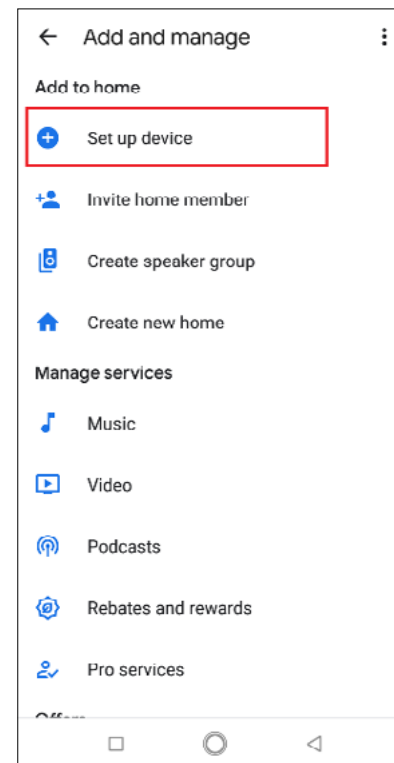 Add and manage
Add to home
Set up device
Invite home member
Create speaker group
Create new home
Manage services
Music
Video
Podcasts
Rebates and rewards
Pro services